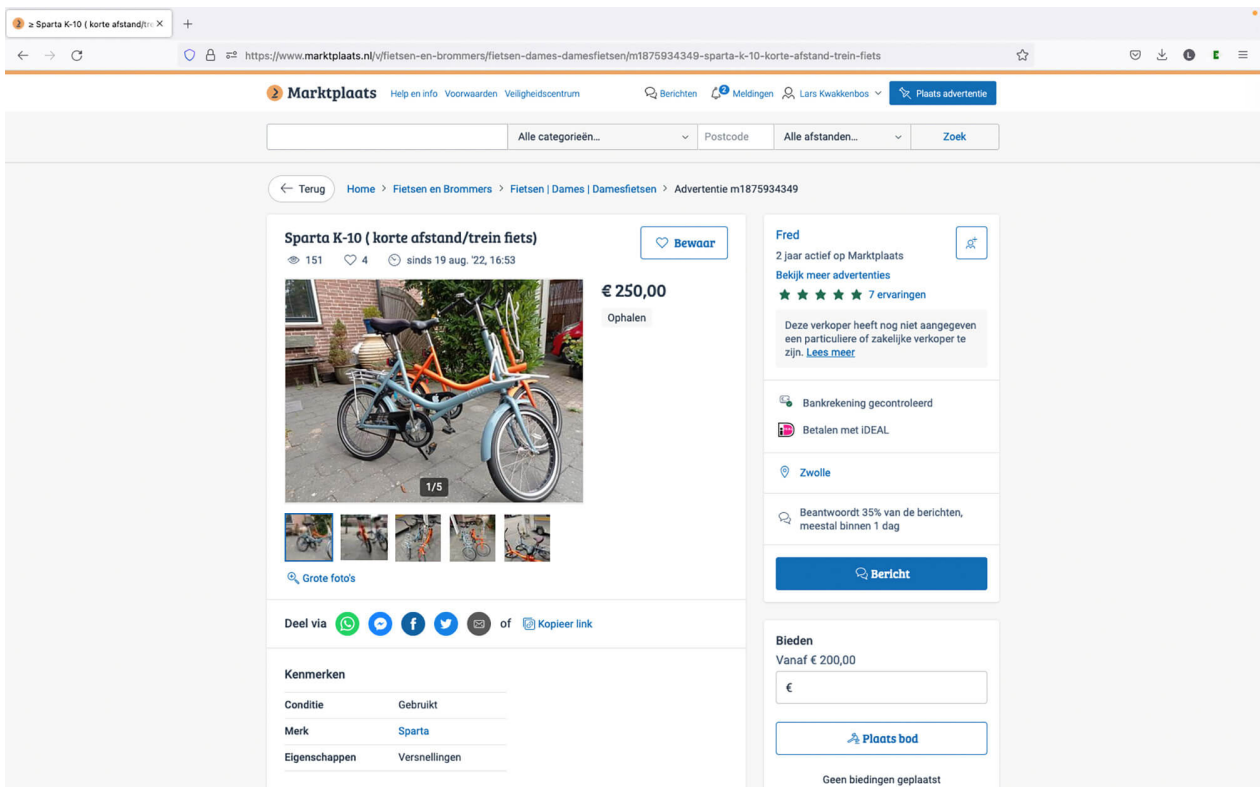 ≥ Sparta K-10 ( korte afstand/tre
https://www.marktplaats.nl/v/fietsen-en-brommers/fietsen-dames-damesfietsen/m1875934349-sparta-k-10-korte-afstand-trein-fiets
Marktplaats Help en info Voorwaarden Veiligheidscentrum Berichten 2 Meldingen Lars Kwakkenbos Plaats advertentie
Alle categorieën... Postcode Alle afstanden... Zoek
← Terug Home > Fietsen en Brommers > Fietsen | Dames | Damesfietsen > Advertentie m1875934349
Sparta K-10 ( korte afstand/trein fiets)
Bewaar
151 4 sinds 19 aug. '22, 16:53
€ 250,00
Ophalen
1/5
Grote foto's
Deel via of Kopieer link
Kenmerken
Conditie Gebruikt
Merk Sparta
Eigenschappen Versnellingen
Fred
2 jaar actief op Marktplaats
Bekijk meer advertenties
7 ervaringen
Deze verkoper heeft nog niet aangegeven
een particuliere of zakelijke verkoper te
zijn. Lees meer
Bankrekening gecontroleerd
Betalen met iDEAL
Zwolle
Beantwoordt 35% van de berichten,
meestal binnen 1 dag
Bericht
Bieden
Vanaf € 200,00
€
Plaats bod
Geen biedingen geplaatst